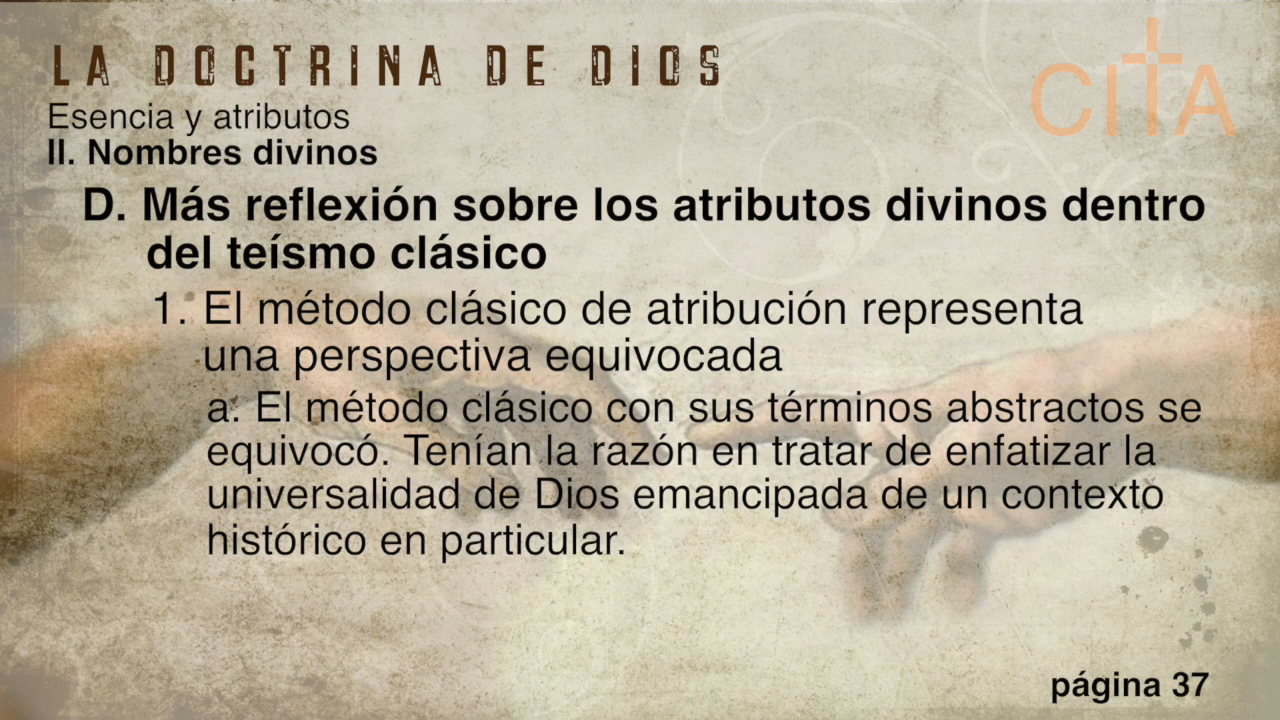 LA DOCTRINA DE DIOS
CITA
Esencia y atributos
II. Nombres divinos
D. Más reflexión sobre los atributos divinos dentro
del teísmo clásico
1. El método clásico de atribución representa
una perspectiva equivocada
a. El método clásico con sus términos abstractos se
equivocó. Tenían la razón en tratar de enfatizar la
universalidad de Dios emancipada de un contexto
histórico en particular.
página 37